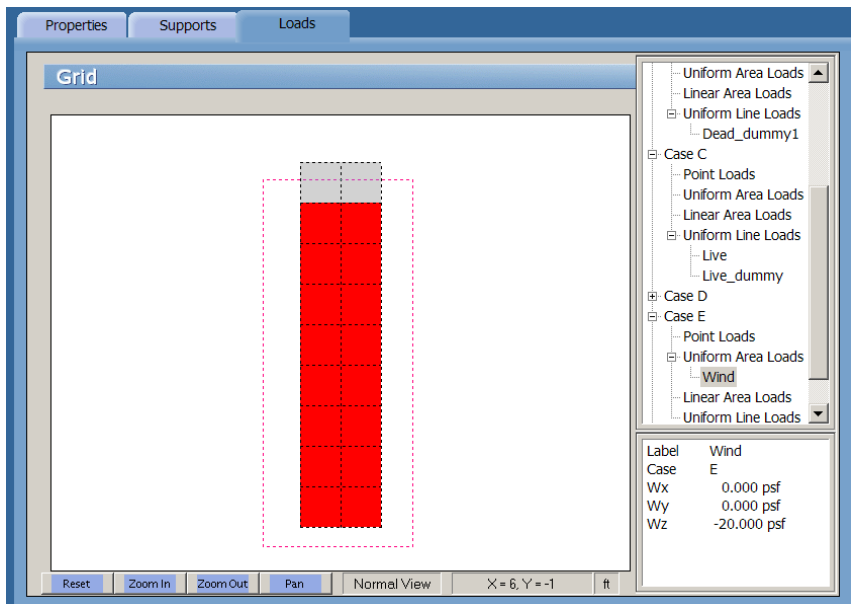 Properties Supports Loads
Grid
Uniform Area Loads
Linear Area Loads
Uniform Line Loads
Dead_dummy1
Case C
Point Loads
Uniform Area Loads
Linear Area Loads
Uniform Line Loads
Live
Live_dummy
Case D
Case E
Point Loads
Uniform Area Loads
Wind
Linear Area Loads
Uniform Line Loads
Label Wind
Case E
Wx 0.000 psf
Wy 0.000 psf
Wz -20.000 psf
Reset Zoom In Zoom Out Pan Normal View X = 6, Y = -1 ft